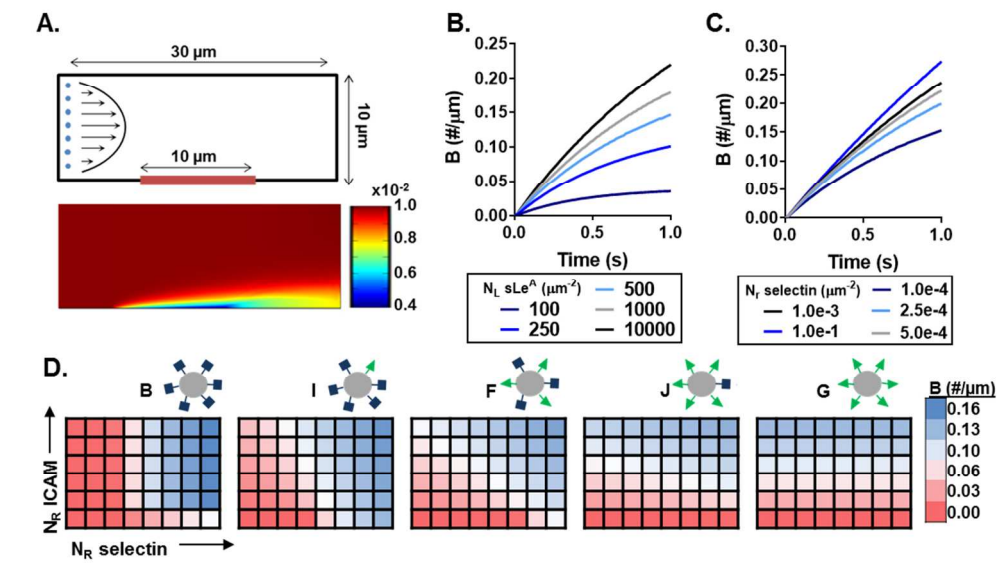 A.
30 µm
10 µm
10 µm
x10⁻²
1.0
0.8
0.6
0.4
B.
B (#/µm)
0.25
0.20
0.15
0.10
0.05
0.00
0.0 0.5 1.0
Time (s)
N_L sLe^A (µm⁻²)
100
250
500
1000
10000
C.
B (#/µm)
0.30
0.25
0.20
0.15
0.10
0.05
0.00
0.0 0.5 1.0
Time (s)
N_r selectin (µm⁻²)
1.0e-3
1.0e-1
1.0e-4
2.5e-4
5.0e-4
D.
B
I
F
J
G
N_R ICAM
N_R selectin
B (#/µm)
0.16
0.13
0.10
0.06
0.03
0.00